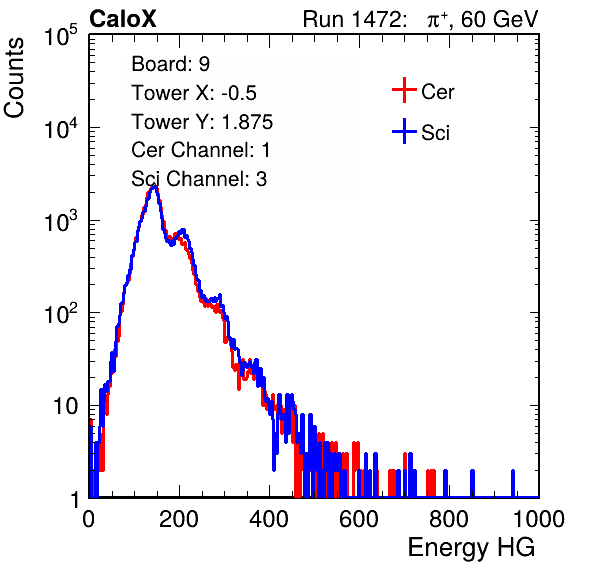 CaloX Run 1472: π⁺, 60 GeV
Counts
Board: 9
Tower X: -0.5
Tower Y: 1.875
Cer Channel: 1
Sci Channel: 3
Cer
Sci
10⁵
10⁴
10³
10²
10
1
0 200 400 600 800 1000
Energy HG